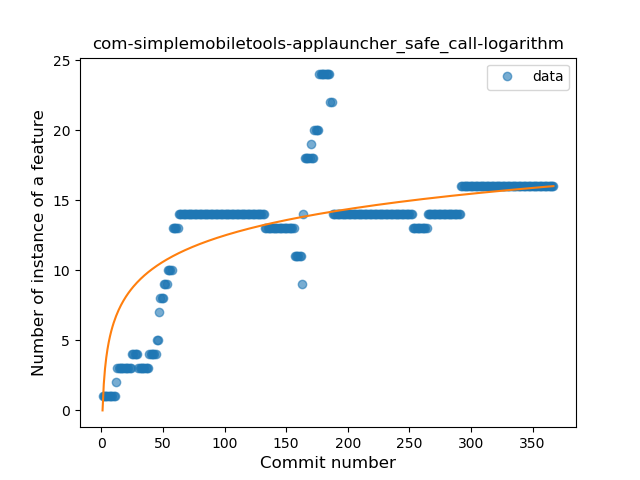 com-simplemobiletools-applauncher_safe_call-logarithm
data
Number of instance of a feature
25
20
15
10
5
0
0 50 100 150 200 250 300 350
Commit number